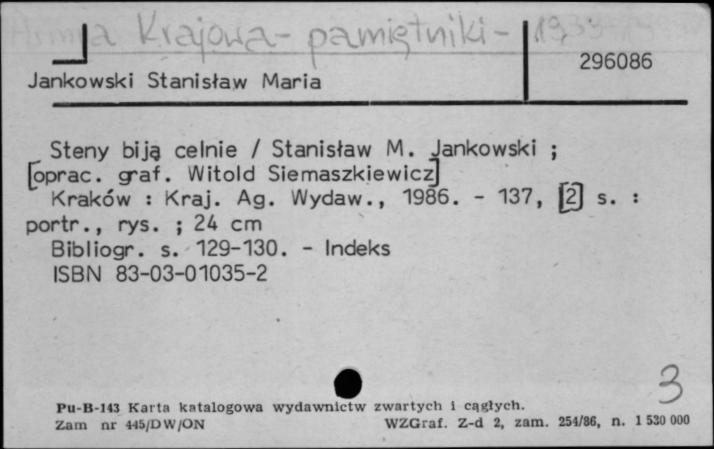 Armia Krajowa - pamiętniki - 1939
296086
Jankowski Stanisław Maria
Steny biją celnie / Stanisław M. Jankowski ;
[oprac. graf. Witold Siemaszkiewicz]
Kraków : Kraj. Ag. Wydaw., 1986. - 137, [2] s. :
portr., rys. ; 24 cm
Bibliogr. s. 129-130. - Indeks
ISBN 83-03-01035-2
3
Pu-B-143 Karta katalogowa wydawnictw zwartych i ciągłych.
Zam nr 445/DW/ON WZGraf. Z-d 2, zam. 254/86, n. 1 530 000